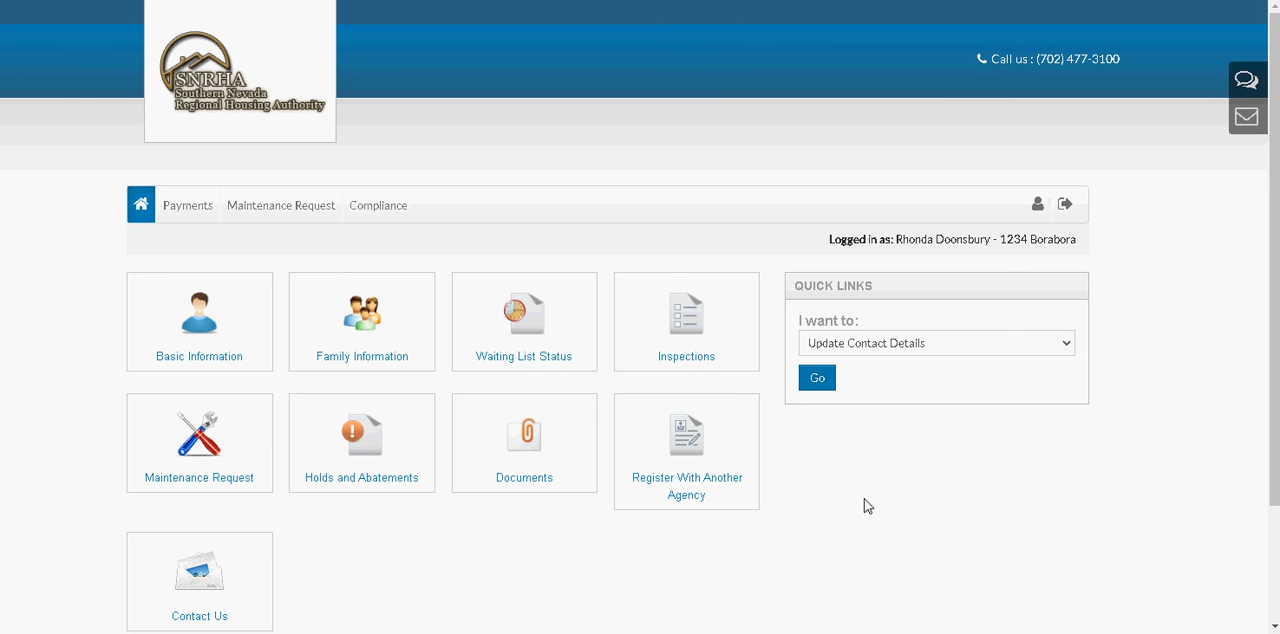 SNRHA
Southern Nevada
Regional Housing Authority
Call us : (702) 477-3100
Payments
Maintenance Request
Compliance
Logged in as: Rhonda Doonsbury - 1234 Borabora
Basic Information
Family Information
Waiting List Status
Inspections
QUICK LINKS
I want to:
Update Contact Details
Go
Maintenance Request
Holds and Abatements
Documents
Register With Another
Agency
Contact Us